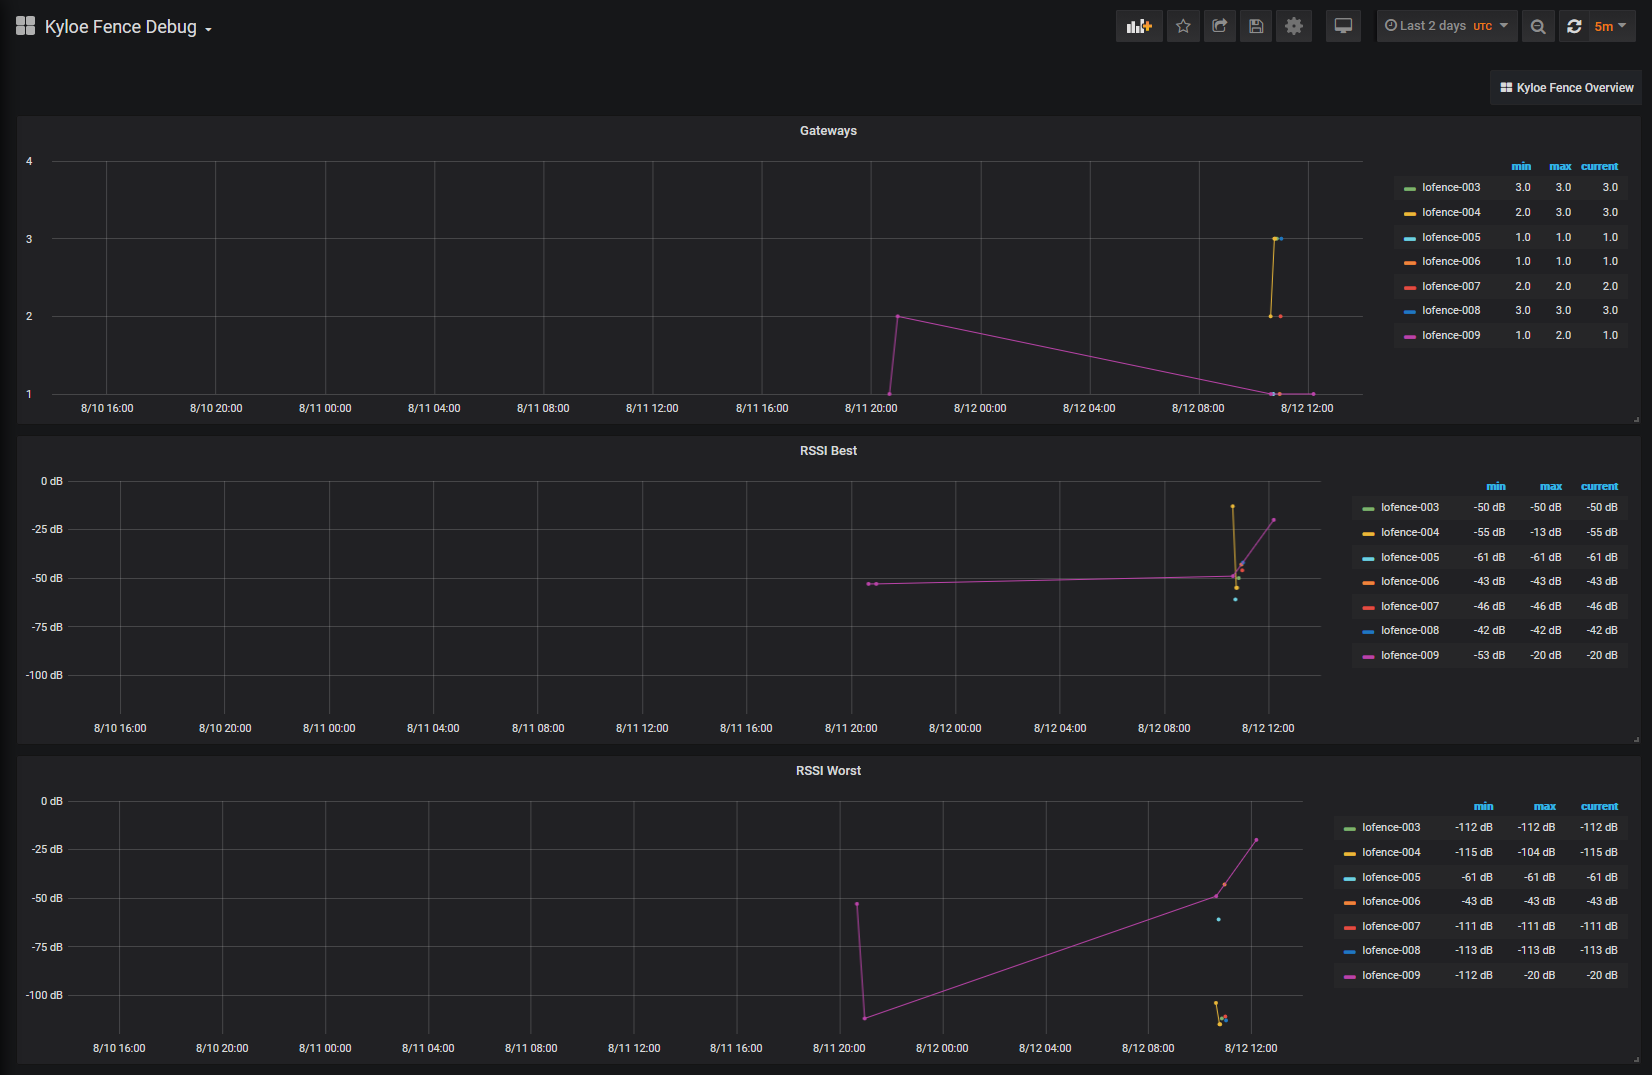 Kyloe Fence Debug
Last 2 days UTC
5m
Kyloe Fence Overview
Gateways
4
3
2
1
8/10 16:00 8/10 20:00 8/11 00:00 8/11 04:00 8/11 08:00 8/11 12:00 8/11 16:00 8/11 20:00 8/12 00:00 8/12 04:00 8/12 08:00 8/12 12:00
min max current
lofence-003 3.0 3.0 3.0
lofence-004 2.0 3.0 3.0
lofence-005 1.0 1.0 1.0
lofence-006 1.0 1.0 1.0
lofence-007 2.0 2.0 2.0
lofence-008 3.0 3.0 3.0
lofence-009 1.0 2.0 1.0
RSSI Best
0 dB
-25 dB
-50 dB
-75 dB
-100 dB
8/10 16:00 8/10 20:00 8/11 00:00 8/11 04:00 8/11 08:00 8/11 12:00 8/11 16:00 8/11 20:00 8/12 00:00 8/12 04:00 8/12 08:00 8/12 12:00
min max current
lofence-003 -50 dB -50 dB -50 dB
lofence-004 -55 dB -13 dB -55 dB
lofence-005 -61 dB -61 dB -61 dB
lofence-006 -43 dB -43 dB -43 dB
lofence-007 -46 dB -46 dB -46 dB
lofence-008 -42 dB -42 dB -42 dB
lofence-009 -53 dB -20 dB -20 dB
RSSI Worst
0 dB
-25 dB
-50 dB
-75 dB
-100 dB
8/10 16:00 8/10 20:00 8/11 00:00 8/11 04:00 8/11 08:00 8/11 12:00 8/11 16:00 8/11 20:00 8/12 00:00 8/12 04:00 8/12 08:00 8/12 12:00
min max current
lofence-003 -112 dB -112 dB -112 dB
lofence-004 -115 dB -104 dB -115 dB
lofence-005 -61 dB -61 dB -61 dB
lofence-006 -43 dB -43 dB -43 dB
lofence-007 -111 dB -111 dB -111 dB
lofence-008 -113 dB -113 dB -113 dB
lofence-009 -112 dB -20 dB -20 dB